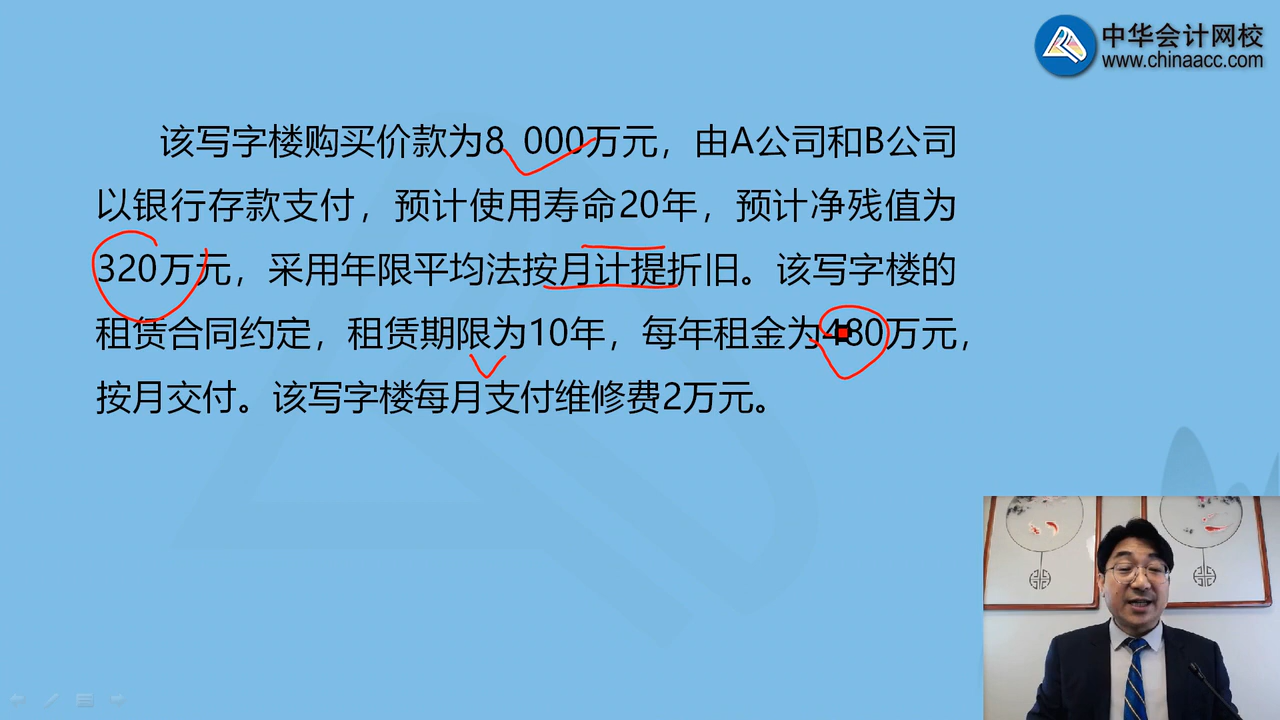 中华会计网校
www.chinaacc.com
该写字楼购买价款为8 000万元，由A公司和B公司
以银行存款支付，预计使用寿命20年，预计净残值为
320万元，采用年限平均法按月计提折旧。该写字楼的
租赁合同约定，租赁期限为10年，每年租金为480万元，
按月交付。该写字楼每月支付维修费2万元。